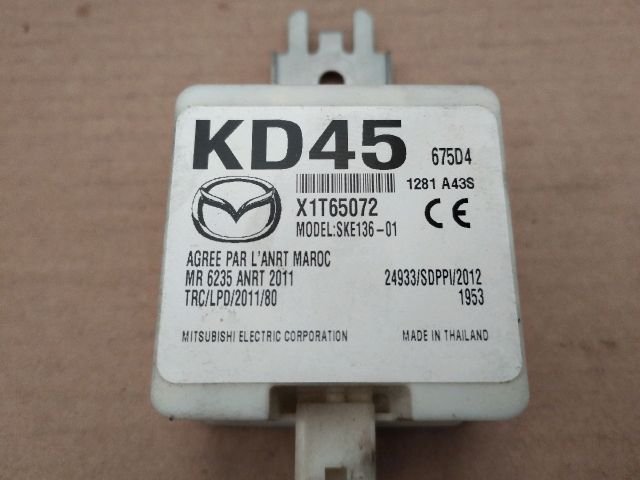 KD45 675D4
1281 A43S
X1T65072
MODEL:SKE136-01
CE
AGREE PAR L'ANRT MAROC
MR 6235 ANRT 2011 24933/SDPPI/2012
TRC/LPD/2011/80 1953
MITSUBISHI ELECTRIC CORPORATION MADE IN THAILAND